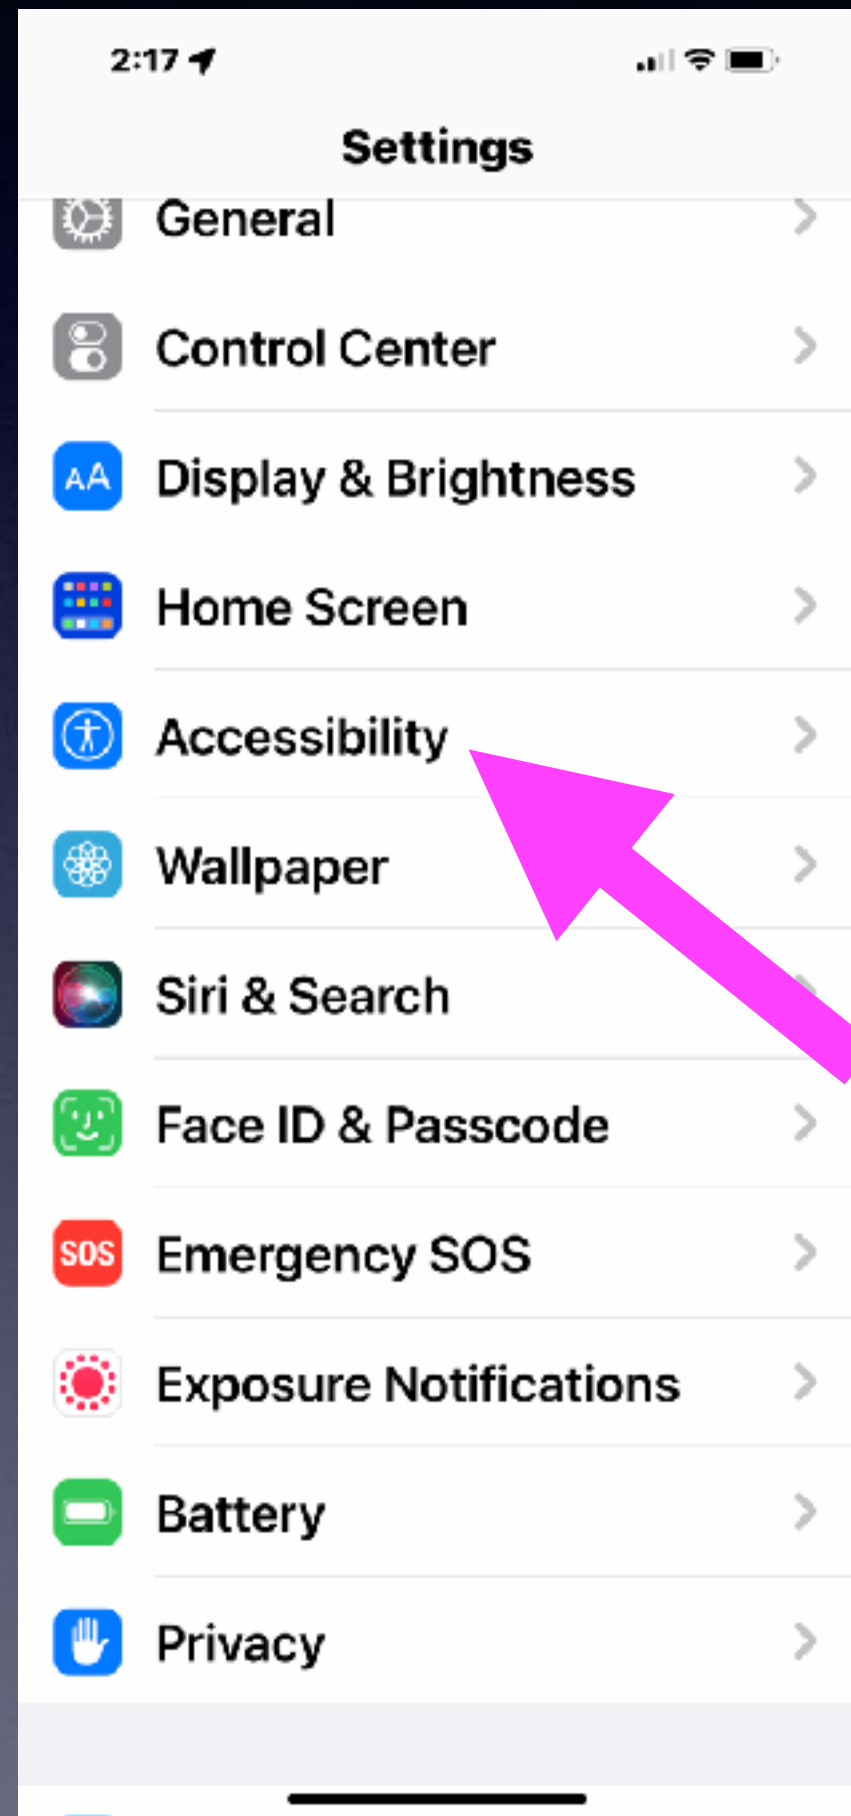 2:17
Settings
General
Control Center
AA
Display & Brightness
Home Screen
Accessibility
Wallpaper
Siri & Search
Face ID & Passcode
SOS
Emergency SOS
Exposure Notifications
Battery
Privacy